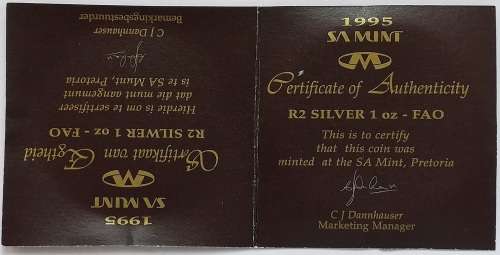 1995
SA MINT
Certificate of Authenticity
R2 SILVER 1 oz - FAO
This is to certify
that this coin was
minted at the SA Mint, Pretoria
C J Dannhauser
Marketing Manager
1995
SA MINT
Sertifikaat van Egtheid
R2 SILWER 1 oz - FAO
Hierdie is om te sertifiseer
dat die munt aangemunt
is te SA Munt, Pretoria
C J Dannhauser
Bemarkingsbestuurder